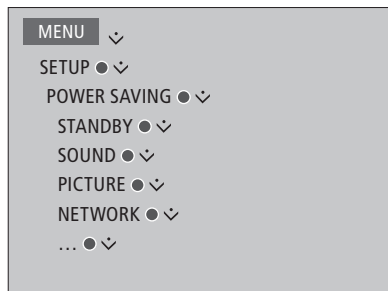 MENU
SETUP
POWER SAVING
STANDBY
SOUND
PICTURE
NETWORK
...